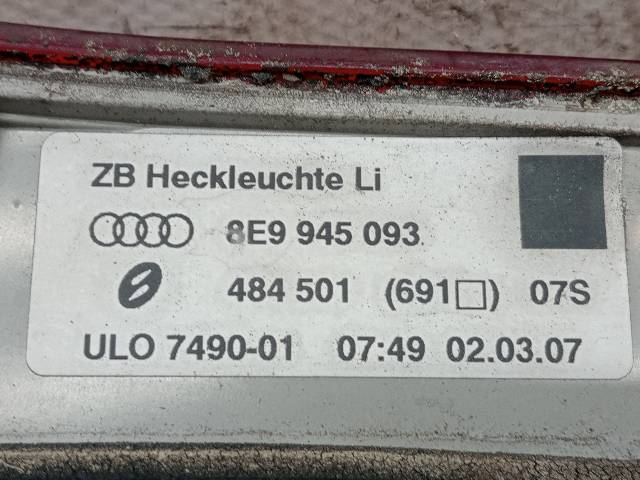 ZB Heckleuchte Li
8E9 945 093
484 501 (691□) 07S
ULO 7490-01 07:49 02.03.07